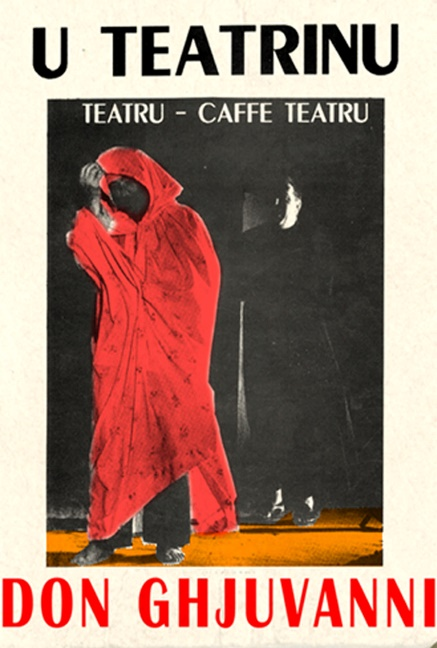 U TEATRINU
TEATRU - CAFFE TEATRU
DON GHJUVANNI